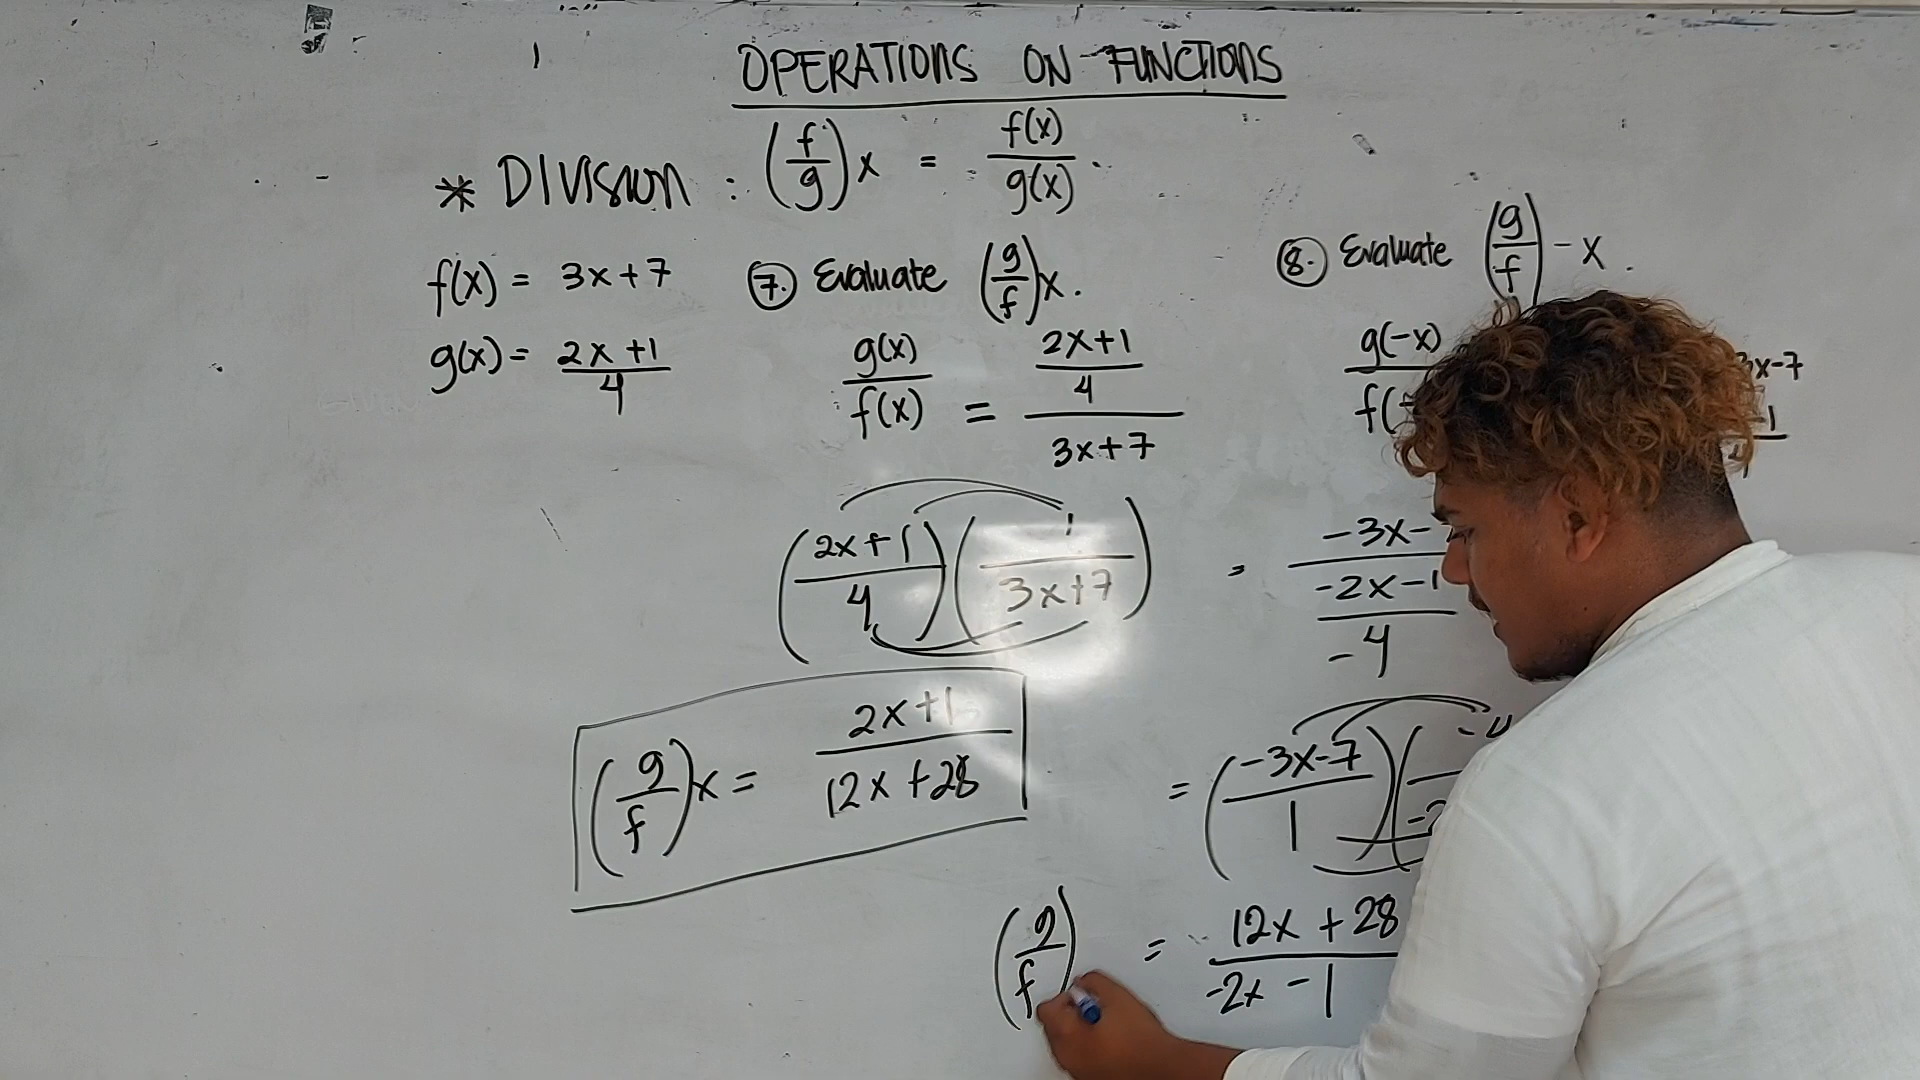 OPERATIONS ON FUNCTIONS
* DIVISION : (f/g)x = f(x)/g(x).
f(x) = 3x+7
g(x) = 2x+1/4
7. Evaluate (g/f)x.
g(x)/f(x) = 2x+1/4/3x+7
(2x+1/4)(1/3x+7)
(g/f)x = 2x+1/12x+28
8. Evaluate (g/f)-x.
g(-x)/f(
x-7
= -3x-/-2x-1/-4
= (-3x-7/1)(-4/-2
(g/f) = 12x+28/-2x-1